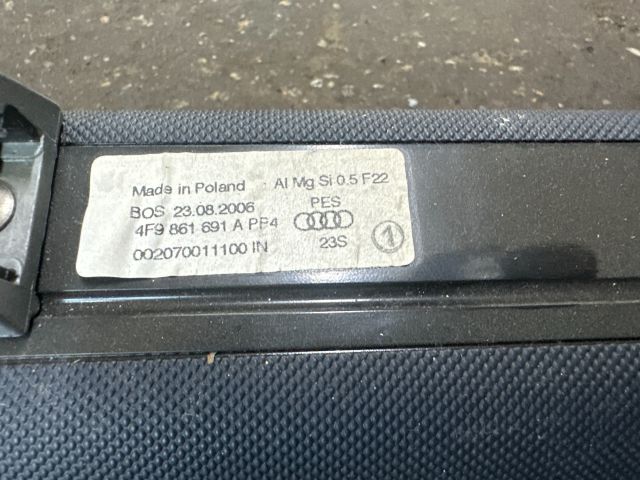 Made in Poland Al Mg Si 0.5 F22
BOS 23.08.2006 PES
4F9 861 691 A PF4
23S 1
002070011100 IN